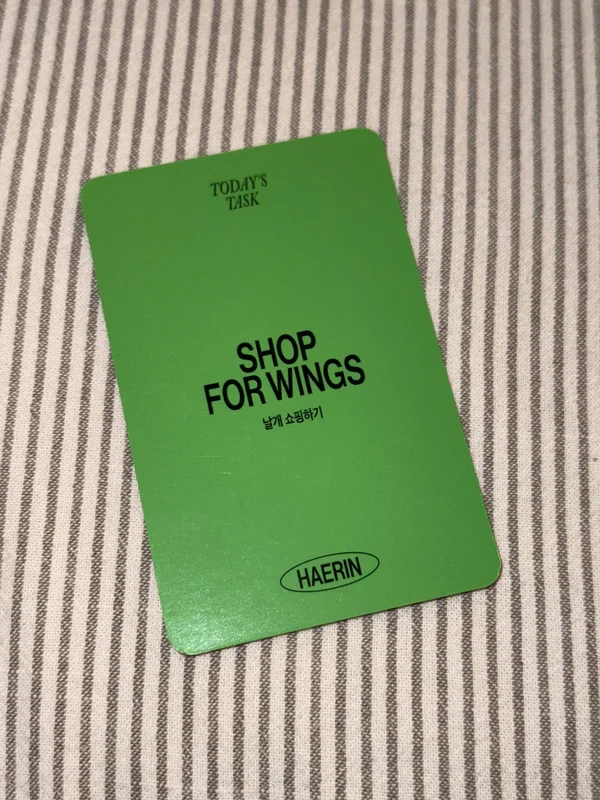 TODAY'S
TASK
SHOP
FOR WINGS
날개 쇼핑하기
HAERIN